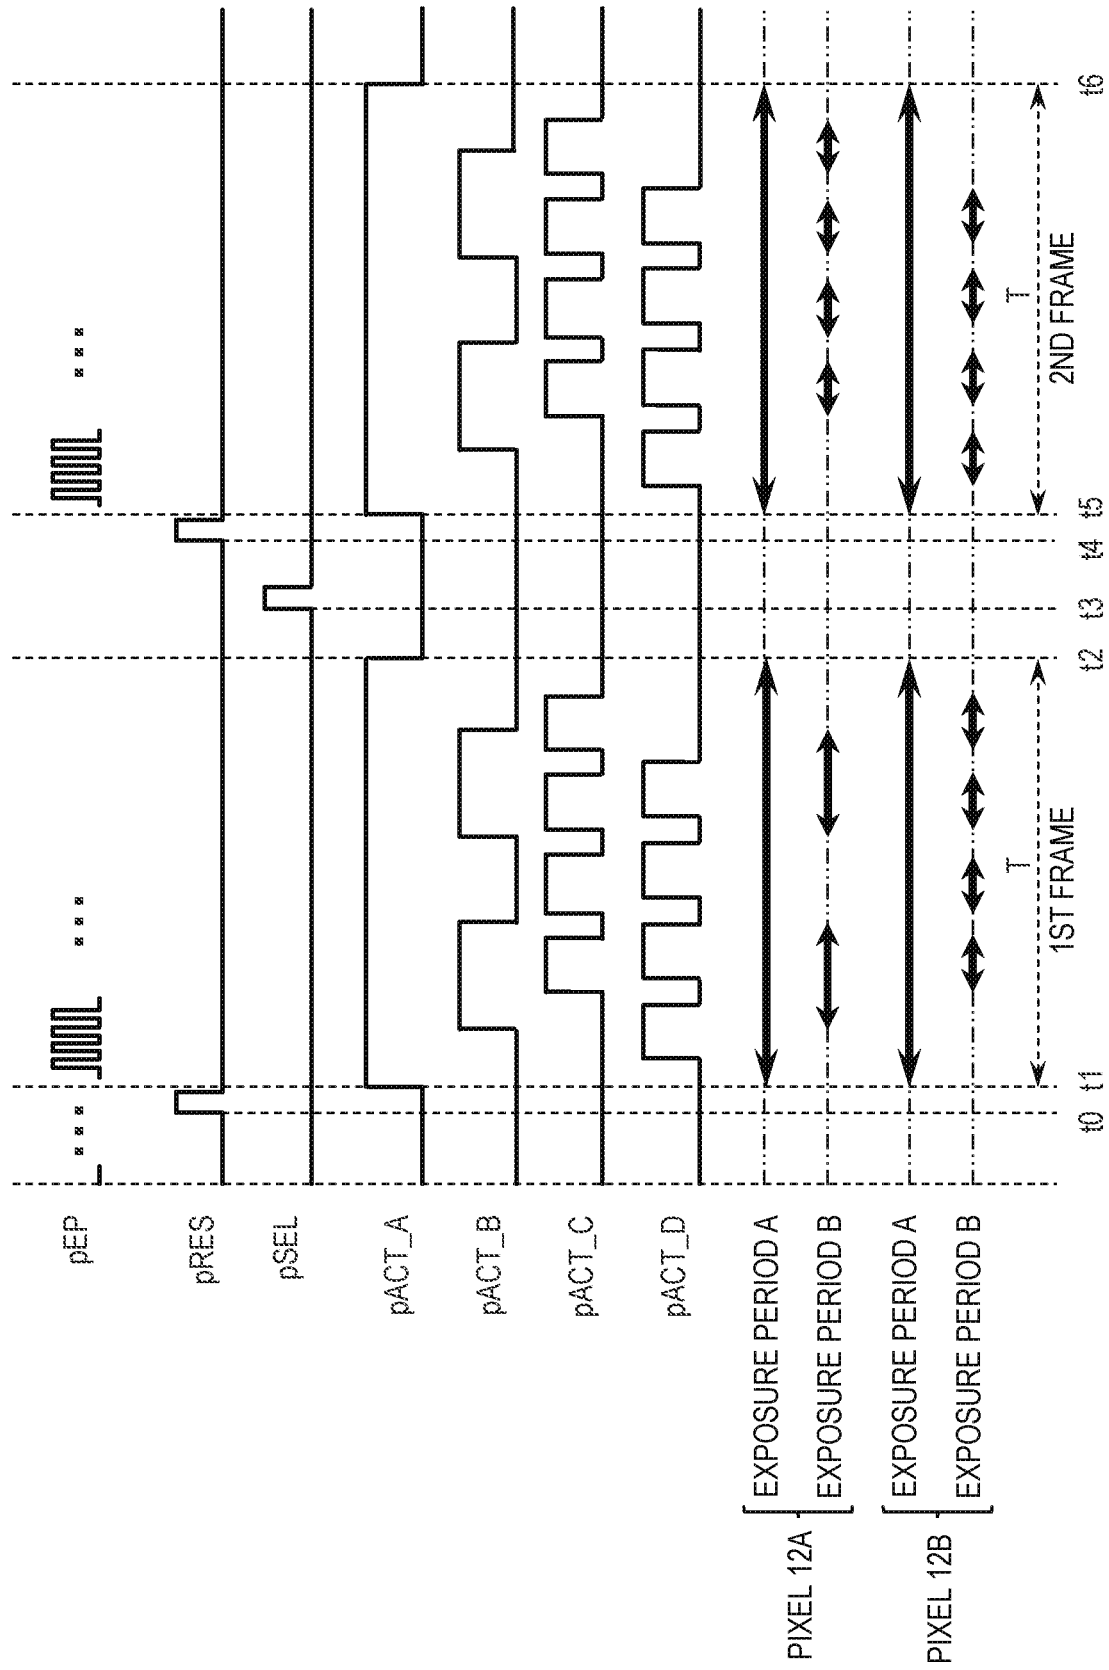 pEP
pRES
pSEL
pACT_A
pACT_B
pACT_C
pACT_D
PIXEL 12A
EXPOSURE PERIOD A
EXPOSURE PERIOD B
PIXEL 12B
EXPOSURE PERIOD A
EXPOSURE PERIOD B
T
T
1ST FRAME
2ND FRAME
t0 t1 t2 t3 t4 t5 t6